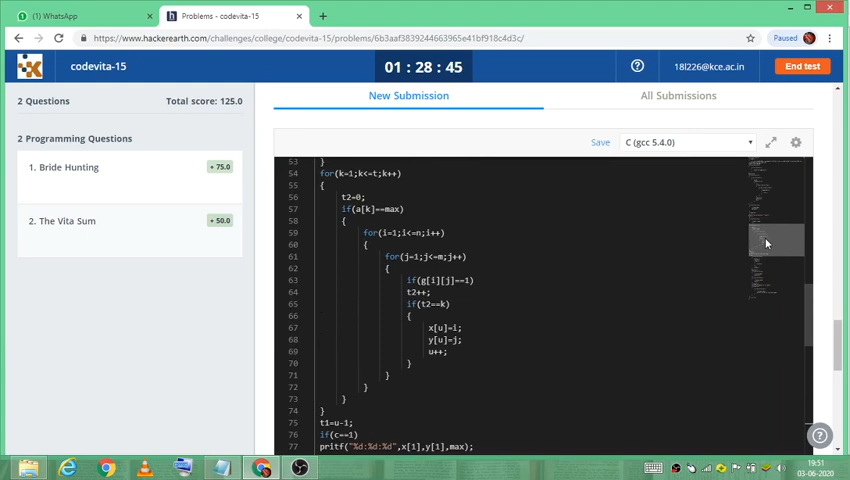 (1) WhatsApp
Problems - codevita-15
https://www.hackerearth.com/challenges/college/codevita-15/problems/6b3aaf3839244663965e41bf918c4d3c/
Paused
codevita-15
01 : 28 : 45
18l226@kce.ac.in
End test
2 Questions
Total score: 125.0
2 Programming Questions
1. Bride Hunting
+ 75.0
2. The Vita Sum
+ 50.0
New Submission
All Submissions
Save
C (gcc 5.4.0)
53 }
54 for(k=1;k<=t;k++)
55 {
56 t2=0;
57 if(a[k]==max)
58 {
59 for(i=1;i<=n;i++)
60 {
61 for(j=1;j<=m;j++)
62 {
63 if(g[i][j]==1)
64 t2++;
65 if(t2==k)
66 {
67 x[u]=i;
68 y[u]=j;
69 u++;
70 }
71 }
72 }
73 }
74 }
75 t1=u-1;
76 if(c==1)
77 pritf("%d:%d:%d",x[1],y[1],max);
19:51
03-06-2020